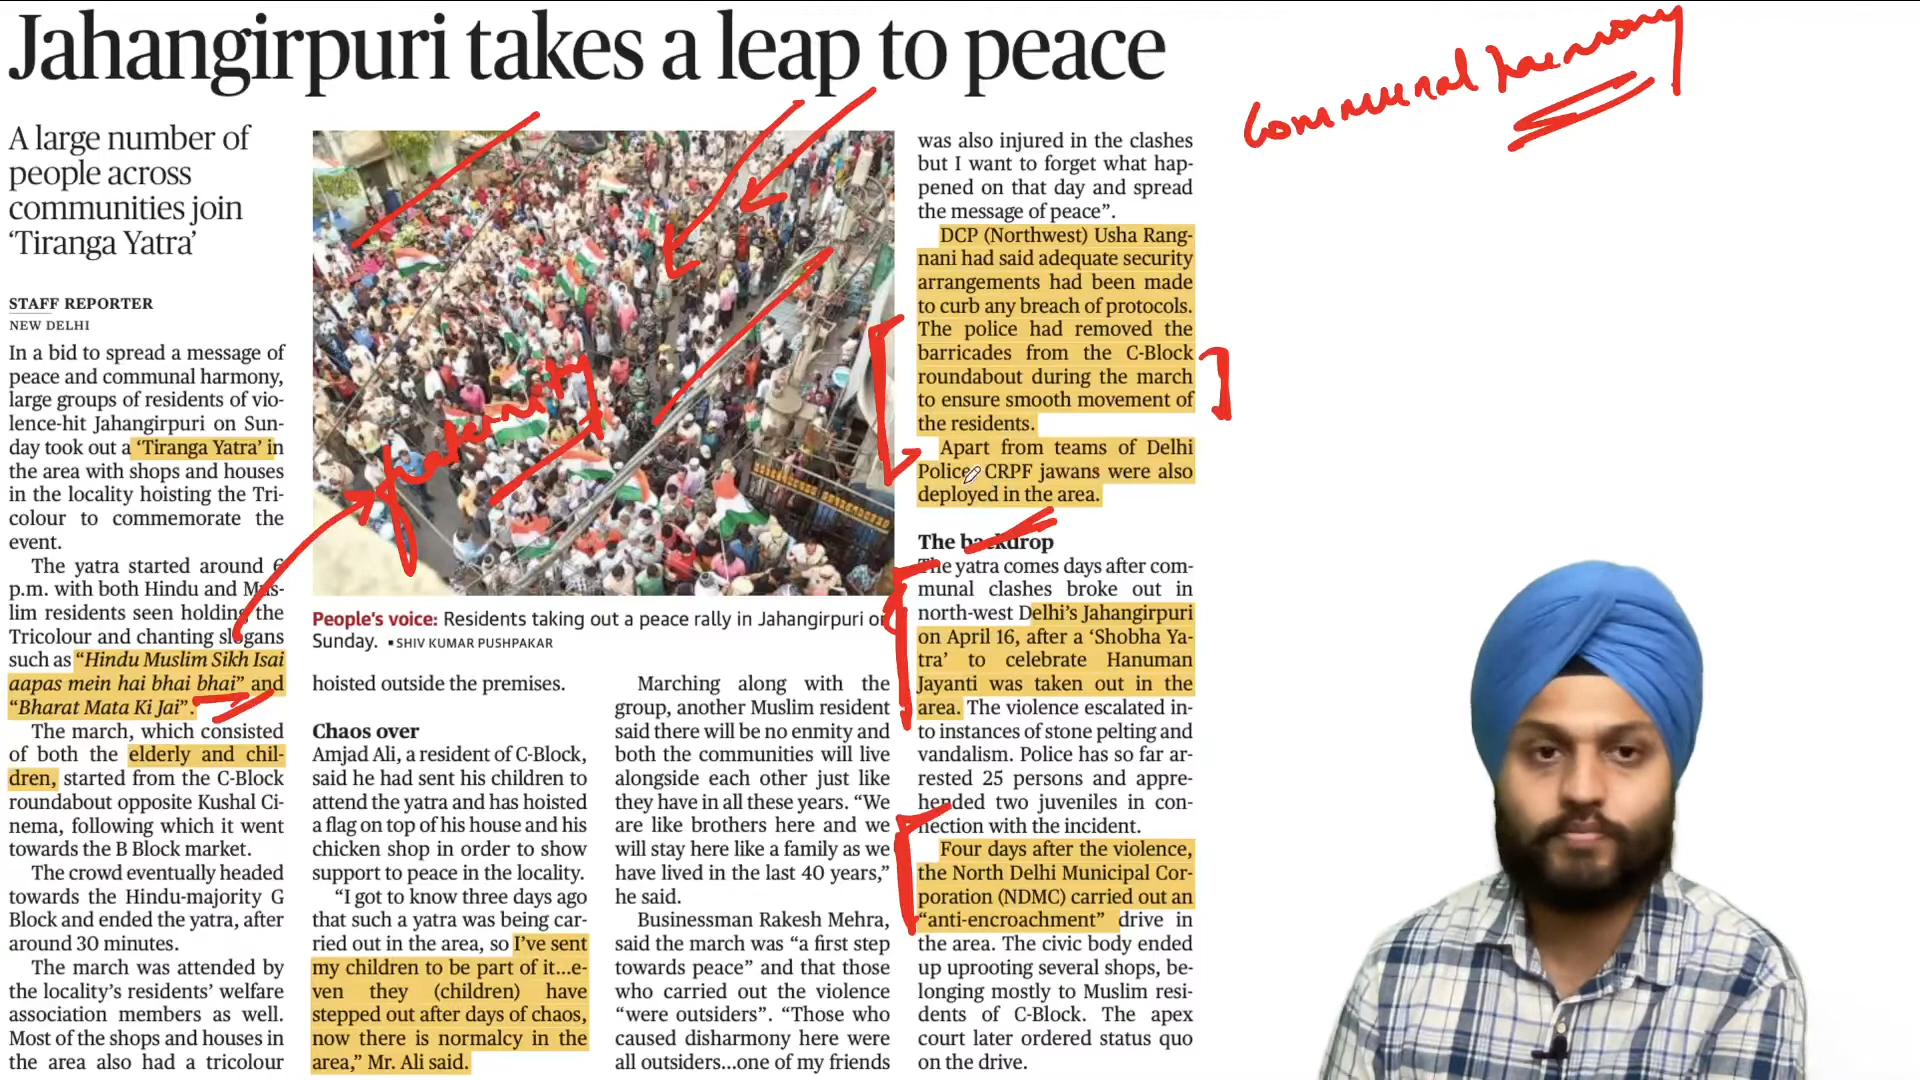 Jahangirpuri takes a leap to peace
communal harmony
A large number of
people across
communities join
‘Tiranga Yatra’
STAFF REPORTER
NEW DELHI
In a bid to spread a message of
peace and communal harmony,
large groups of residents of vio-
lence-hit Jahangirpuri on Sun-
day took out a ‘Tiranga Yatra’ in
the area with shops and houses
in the locality hoisting the Tri-
colour to commemorate the
event.
The yatra started around 6
p.m. with both Hindu and Mus-
lim residents seen holding the
Tricolour and chanting slogans
such as “Hindu Muslim Sikh Isai
aapas mein hai bhai bhai” and
“Bharat Mata Ki Jai”.
The march, which consisted
of both the elderly and chil-
dren, started from the C-Block
roundabout opposite Kushal Ci-
nema, following which it went
towards the B Block market.
The crowd eventually headed
towards the Hindu-majority G
Block and ended the yatra, after
around 30 minutes.
The march was attended by
the locality’s residents’ welfare
association members as well.
Most of the shops and houses in
the area also had a tricolour
fraternity
People’s voice: Residents taking out a peace rally in Jahangirpuri on
Sunday. ▪SHIV KUMAR PUSHPAKAR
hoisted outside the premises.
Chaos over
Amjad Ali, a resident of C-Block,
said he had sent his children to
attend the yatra and has hoisted
a flag on top of his house and his
chicken shop in order to show
support to peace in the locality.
“I got to know three days ago
that such a yatra was being car-
ried out in the area, so I’ve sent
my children to be part of it...e-
ven they (children) have
stepped out after days of chaos,
now there is normalcy in the
area,” Mr. Ali said.
Marching along with the
group, another Muslim resident
said there will be no enmity and
both the communities will live
alongside each other just like
they have in all these years. “We
are like brothers here and we
will stay here like a family as we
have lived in the last 40 years,”
he said.
Businessman Rakesh Mehra,
said the march was “a first step
towards peace” and that those
who carried out the violence
“were outsiders”. “Those who
caused disharmony here were
all outsiders...one of my friends
was also injured in the clashes
but I want to forget what hap-
pened on that day and spread
the message of peace”.
DCP (Northwest) Usha Rang-
nani had said adequate security
arrangements had been made
to curb any breach of protocols.
The police had removed the
barricades from the C-Block
roundabout during the march
to ensure smooth movement of
the residents.
Apart from teams of Delhi
Police, CRPF jawans were also
deployed in the area.
The backdrop
The yatra comes days after com-
munal clashes broke out in
north-west Delhi’s Jahangirpuri
on April 16, after a ‘Shobha Ya-
tra’ to celebrate Hanuman
Jayanti was taken out in the
area. The violence escalated in-
to instances of stone pelting and
vandalism. Police has so far ar-
rested 25 persons and appre-
hended two juveniles in con-
nection with the incident.
Four days after the violence,
the North Delhi Municipal Cor-
poration (NDMC) carried out an
“anti-encroachment” drive in
the area. The civic body ended
up uprooting several shops, be-
longing mostly to Muslim resi-
dents of C-Block. The apex
court later ordered status quo
on the drive.